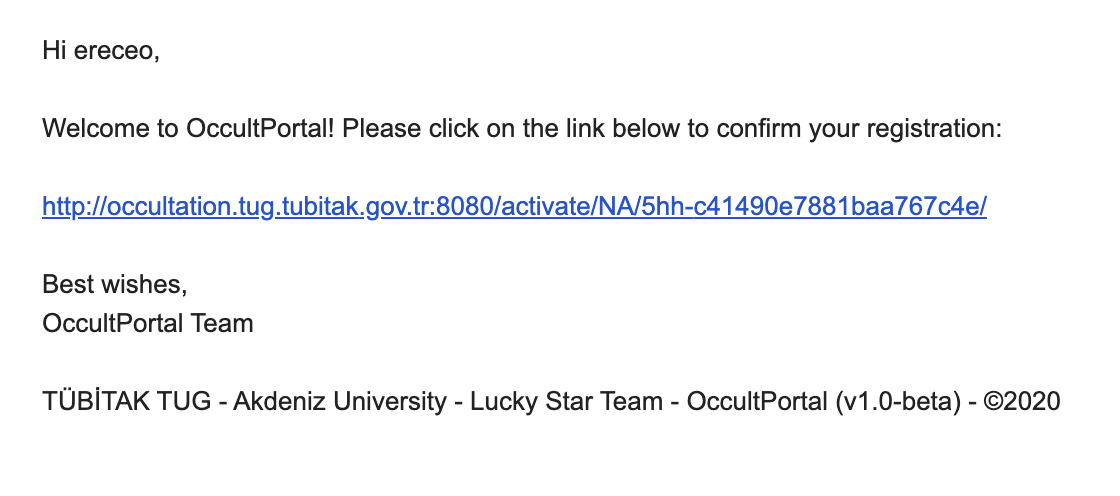 Hi ereceo,
Welcome to OccultPortal! Please click on the link below to confirm your registration:
http://occultation.tug.tubitak.gov.tr:8080/activate/NA/5hh-c41490e7881baa767c4e/
Best wishes,
OccultPortal Team
TÜBİTAK TUG - Akdeniz University - Lucky Star Team - OccultPortal (v1.0-beta) - ©2020